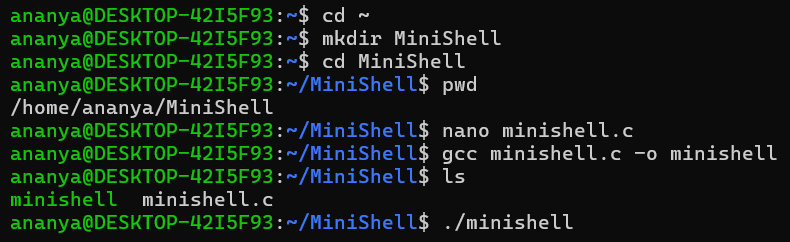 ananya@DESKTOP-42I5F93:~$ cd ~
ananya@DESKTOP-42I5F93:~$ mkdir MiniShell
ananya@DESKTOP-42I5F93:~$ cd MiniShell
ananya@DESKTOP-42I5F93:~/MiniShell$ pwd
/home/ananya/MiniShell
ananya@DESKTOP-42I5F93:~/MiniShell$ nano minishell.c
ananya@DESKTOP-42I5F93:~/MiniShell$ gcc minishell.c -o minishell
ananya@DESKTOP-42I5F93:~/MiniShell$ ls
minishell  minishell.c
ananya@DESKTOP-42I5F93:~/MiniShell$ ./minishell